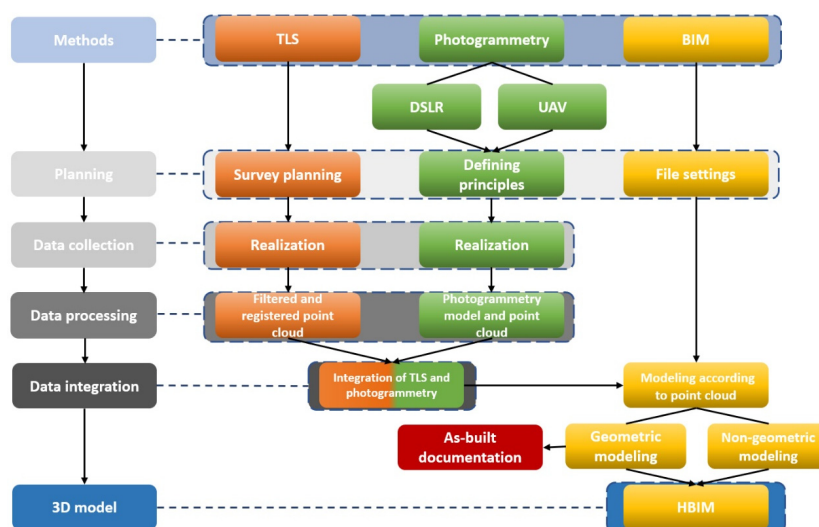 Methods
TLS
Photogrammetry
BIM
DSLR
UAV
Planning
Survey planning
Defining
principles
File settings
Data collection
Realization
Realization
Data processing
Filtered and
registered point
cloud
Photogrammetry
model and point
cloud
Data integration
Integration of TLS and
photogrammetry
Modeling according
to point cloud
As-built
documentation
Geometric
modeling
Non-geometric
modeling
3D model
HBIM